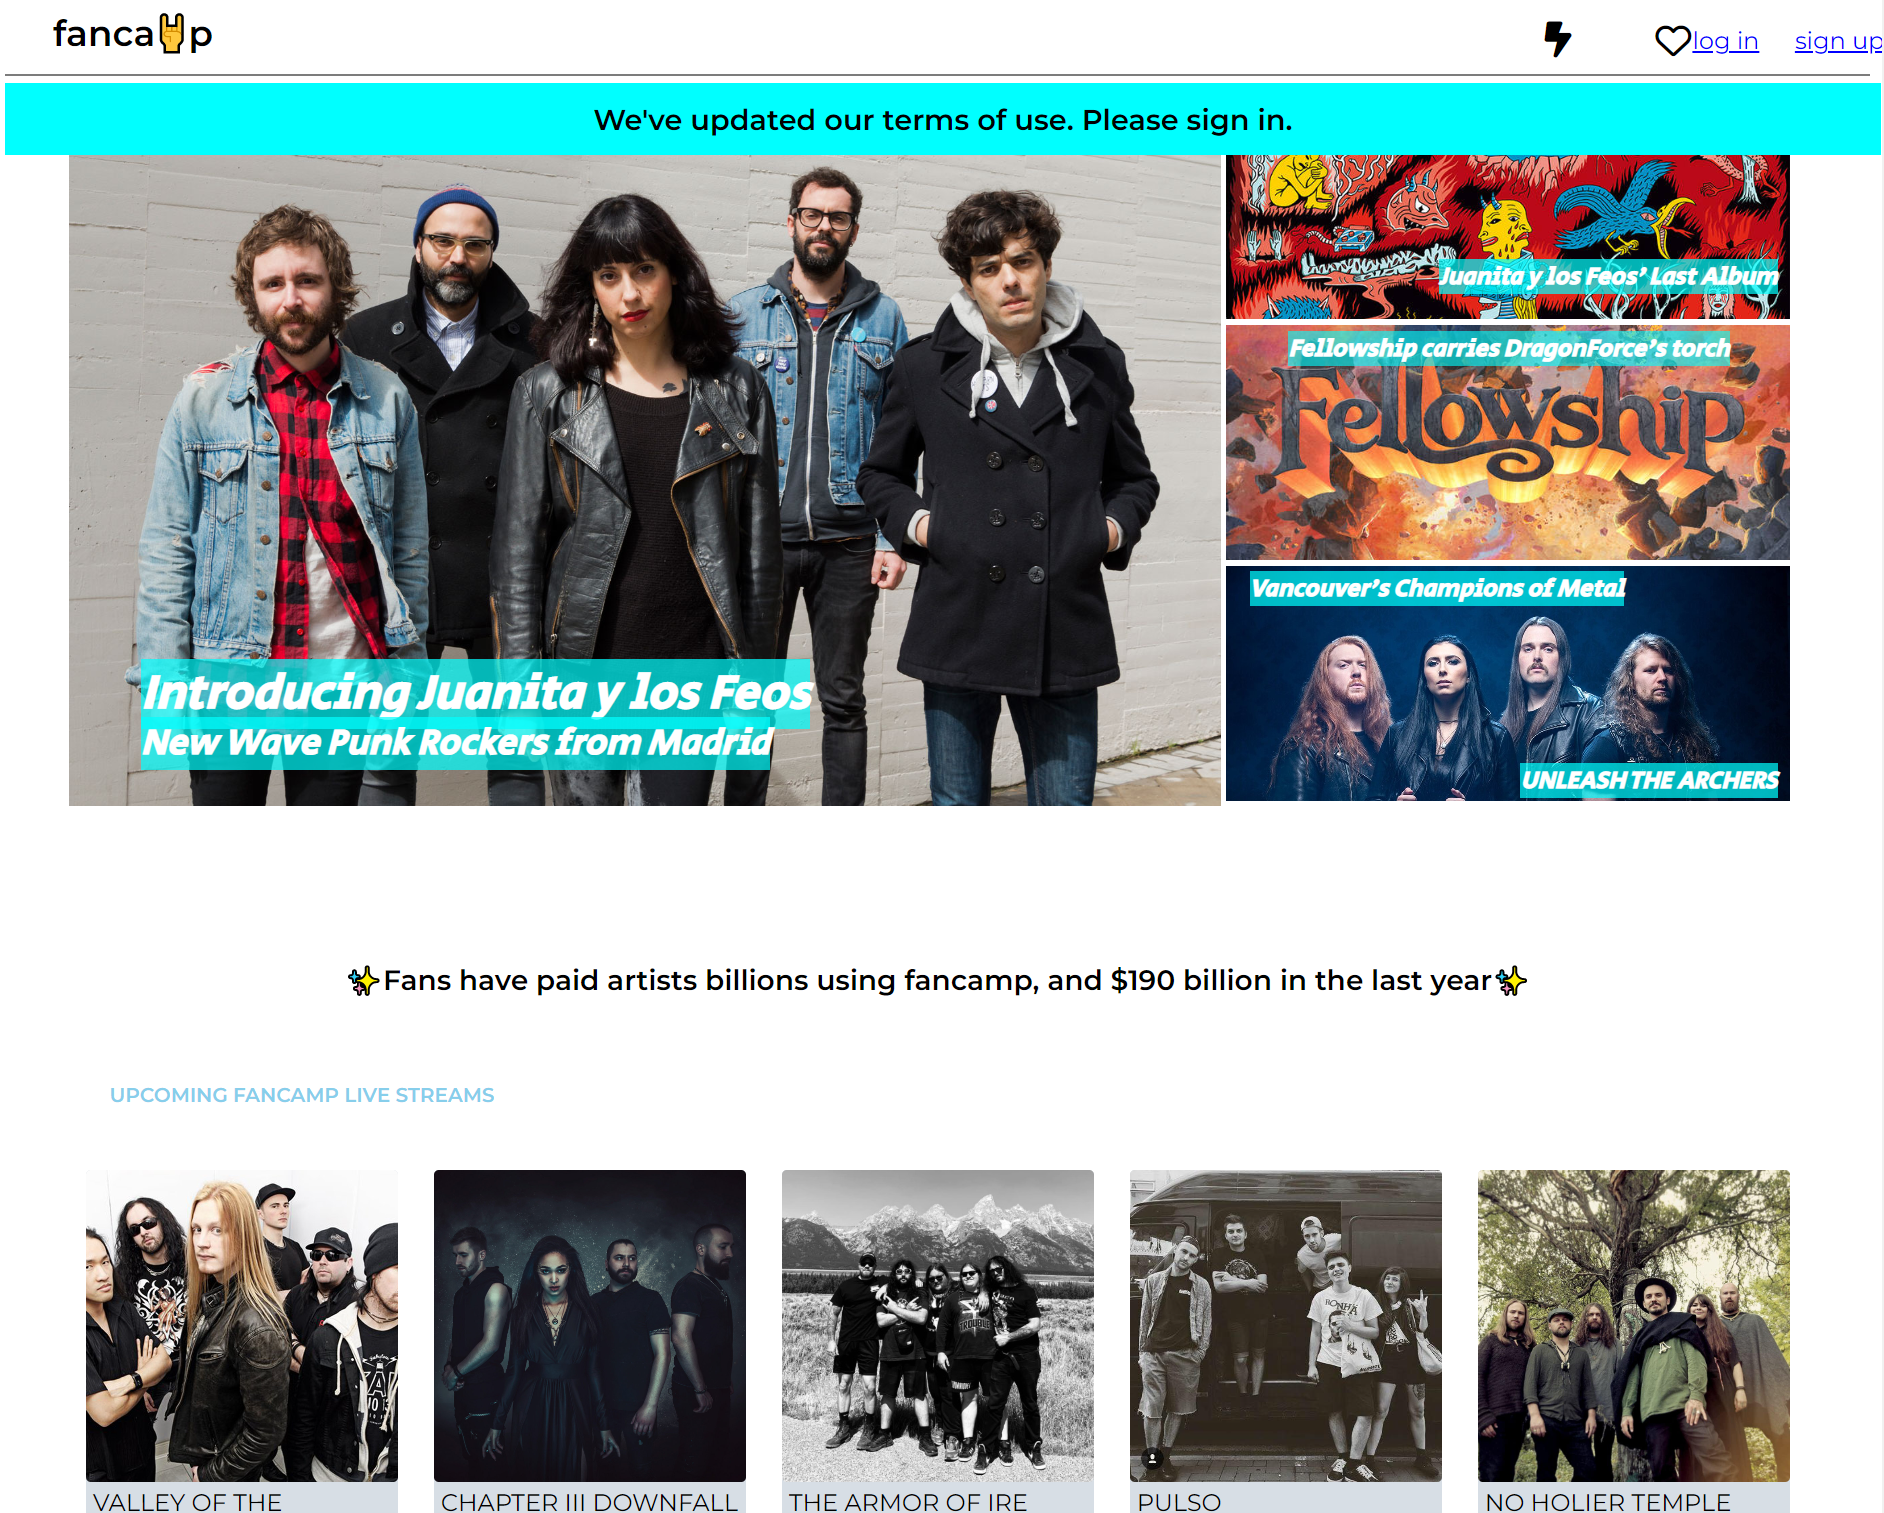 fanca🤘p
log in
sign up
We've updated our terms of use. Please sign in.
Juanita y los Feos’ Last Album
Fellowship carries DragonForce’s torch
Fellowship
Introducing Juanita y los Feos
New Wave Punk Rockers from Madrid
Vancouver’s Champions of Metal
UNLEASH THE ARCHERS
✨Fans have paid artists billions using fancamp, and $190 billion in the last year✨
UPCOMING FANCAMP LIVE STREAMS
TROUBLE
VALLEY OF THE
CHAPTER III DOWNFALL
THE ARMOR OF IRE
PULSO
NO HOLIER TEMPLE